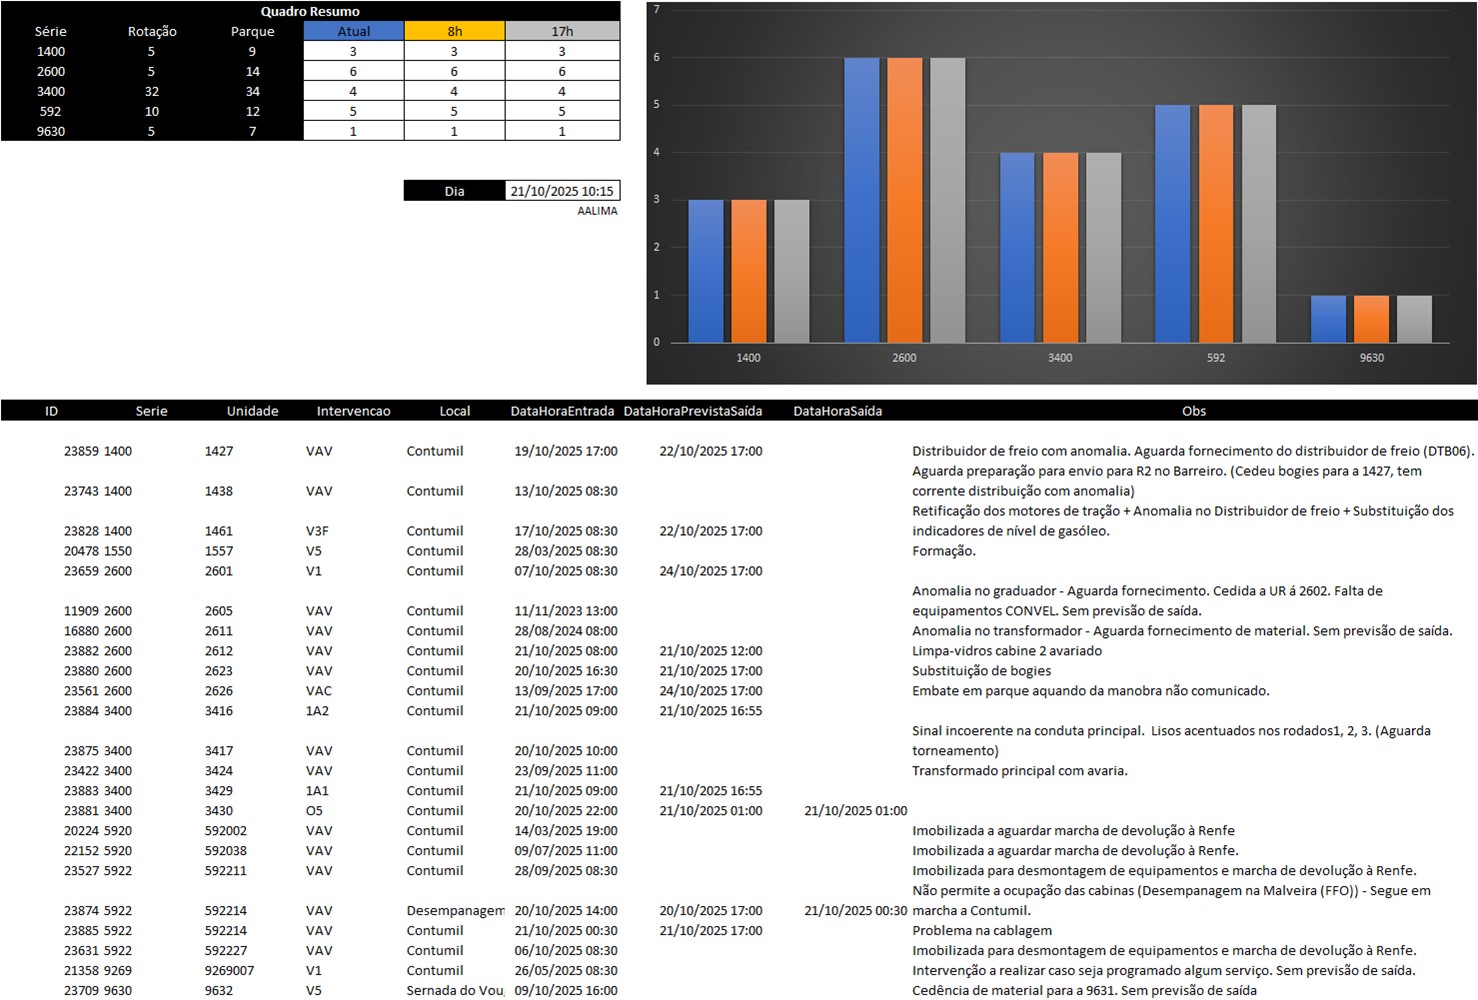 Quadro Resumo
Série Rotação Parque Atual 8h 17h
1400 5 9 3 3 3
2600 5 14 6 6 6
3400 32 34 4 4 4
592 10 12 5 5 5
9630 5 7 1 1 1
Dia 21/10/2025 10:15
AALIMA
7
6
5
4
3
2
1
0
1400 2600 3400 592 9630
ID Serie Unidade Intervencao Local DataHoraEntrada DataHoraPrevistaSaída DataHoraSaída Obs
23859 1400 1427 VAV Contumil 19/10/2025 17:00 22/10/2025 17:00 Distribuidor de freio com anomalia. Aguarda fornecimento do distribuidor de freio (DTB06).
Aguarda preparação para envio para R2 no Barreiro. (Cedeu bogies para a 1427, tem
23743 1400 1438 VAV Contumil 13/10/2025 08:30 corrente distribuição com anomalia)
Retificação dos motores de tração + Anomalia no Distribuidor de freio + Substituição dos
23828 1400 1461 V3F Contumil 17/10/2025 08:30 22/10/2025 17:00 indicadores de nível de gasóleo.
20478 1550 1557 V5 Contumil 28/03/2025 08:30 Formação.
23659 2600 2601 V1 Contumil 07/10/2025 08:30 24/10/2025 17:00
Anomalia no graduador - Aguarda fornecimento. Cedida a UR á 2602. Falta de
11909 2600 2605 VAV Contumil 11/11/2023 13:00 equipamentos CONVEL. Sem previsão de saída.
16880 2600 2611 VAV Contumil 28/08/2024 08:00 Anomalia no transformador - Aguarda fornecimento de material. Sem previsão de saída.
23882 2600 2612 VAV Contumil 21/10/2025 08:00 21/10/2025 12:00 Limpa-vidros cabine 2 avariado
23880 2600 2623 VAV Contumil 20/10/2025 16:30 21/10/2025 17:00 Substituição de bogies
23561 2600 2626 VAC Contumil 13/09/2025 17:00 24/10/2025 17:00 Embate em parque aquando da manobra não comunicado.
23884 3400 3416 1A2 Contumil 21/10/2025 09:00 21/10/2025 16:55
Sinal incoerente na conduta principal. Lisos acentuados nos rodados1, 2, 3. (Aguarda
23875 3400 3417 VAV Contumil 20/10/2025 10:00 torneamento)
23422 3400 3424 VAV Contumil 23/09/2025 11:00 Transformado principal com avaria.
23883 3400 3429 1A1 Contumil 21/10/2025 09:00 21/10/2025 16:55
23881 3400 3430 O5 Contumil 20/10/2025 22:00 21/10/2025 01:00 21/10/2025 01:00
20224 5920 592002 VAV Contumil 14/03/2025 19:00 Imobilizada a aguardar marcha de devolução à Renfe
22152 5920 592038 VAV Contumil 09/07/2025 11:00 Imobilizada a aguardar marcha de devolução à Renfe.
23527 5922 592211 VAV Contumil 28/09/2025 08:30 Imobilizada para desmontagem de equipamentos e marcha de devolução à Renfe.
Não permite a ocupação das cabinas (Desempanagem na Malveira (FFO)) - Segue em
23874 5922 592214 VAV Desempanagem 20/10/2025 14:00 20/10/2025 17:00 21/10/2025 00:30 marcha a Contumil.
23885 5922 592214 VAV Contumil 21/10/2025 00:30 21/10/2025 17:00 Problema na cablagem
23631 5922 592227 VAV Contumil 06/10/2025 08:30 Imobilizada para desmontagem de equipamentos e marcha de devolução à Renfe.
21358 9269 9269007 V1 Contumil 26/05/2025 08:30 Intervenção a realizar caso seja programado algum serviço. Sem previsão de saída.
23709 9630 9632 V5 Sernada do Vou 09/10/2025 16:00 Cedência de material para a 9631. Sem previsão de saída